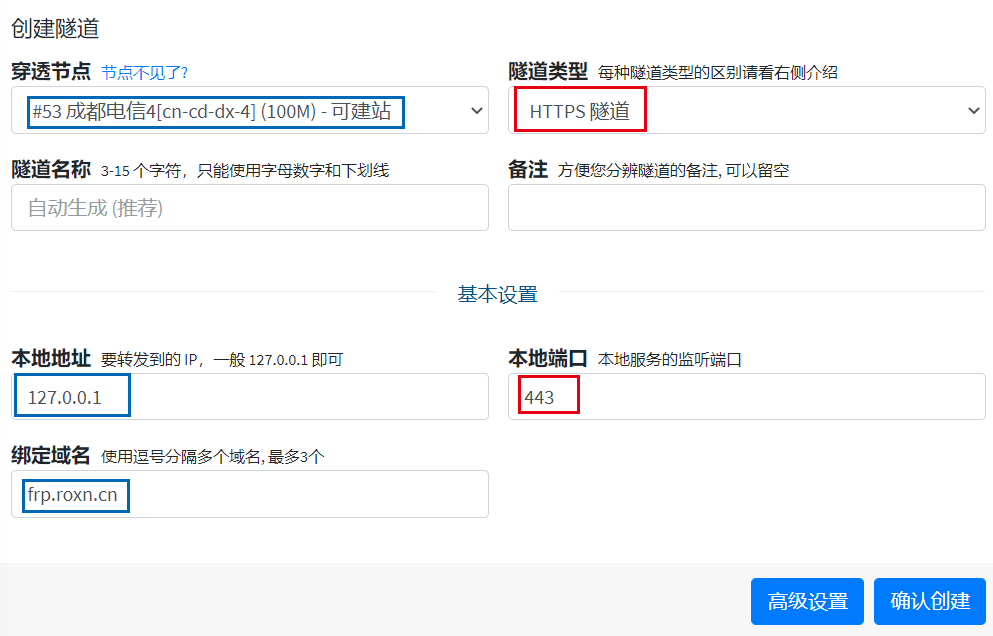 创建隧道
穿透节点 节点不见了?
隧道类型 每种隧道类型的区别请看右侧介绍
#53 成都电信4[cn-cd-dx-4] (100M) - 可建站
HTTPS 隧道
隧道名称 3-15 个字符，只能使用字母数字和下划线
备注 方便您分辨隧道的备注, 可以留空
自动生成 (推荐)
基本设置
本地地址 要转发到的 IP，一般 127.0.0.1 即可
本地端口 本地服务的监听端口
127.0.0.1
443
绑定域名 使用逗号分隔多个域名, 最多3个
frp.roxn.cn
高级设置
确认创建